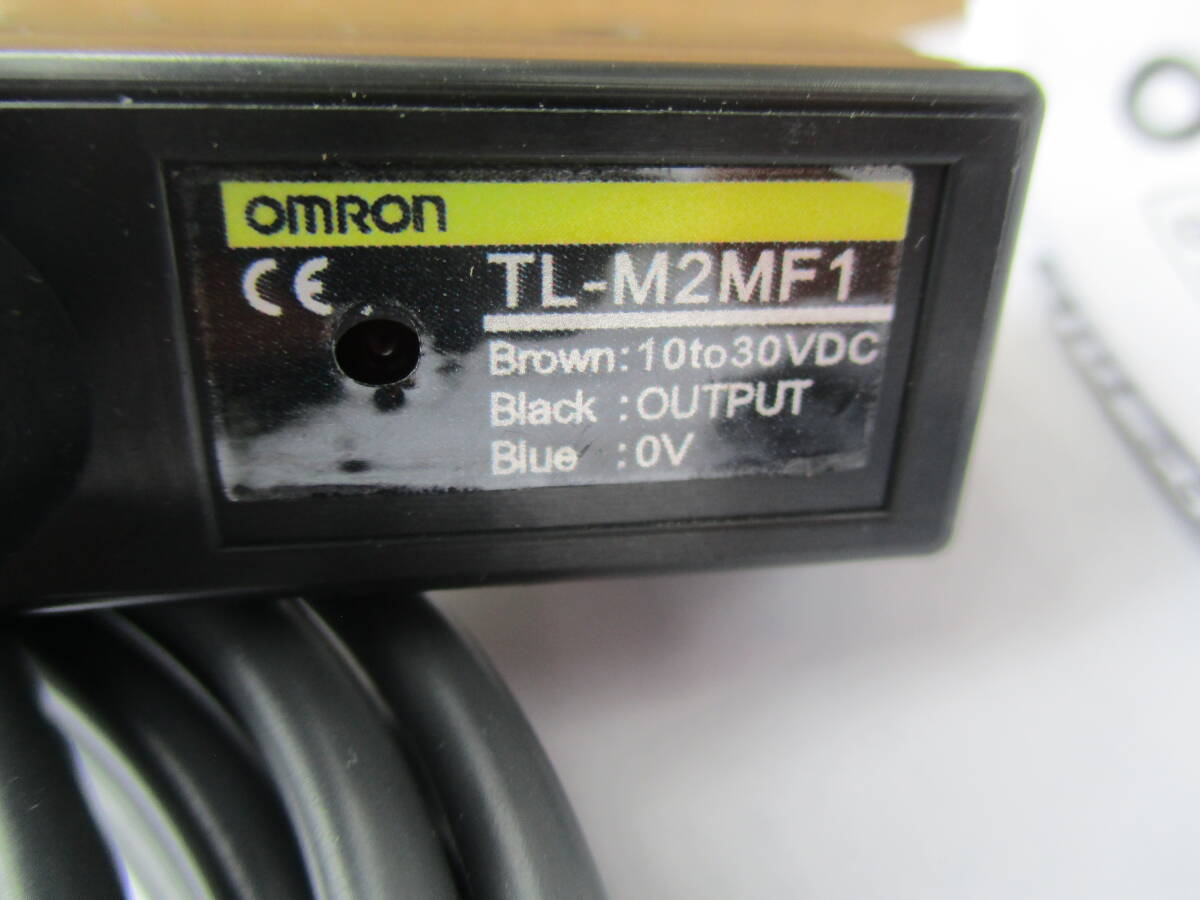 OMRON
CE TL-M2MF1
Brown:10to30VDC
Black :OUTPUT
Blue :0V